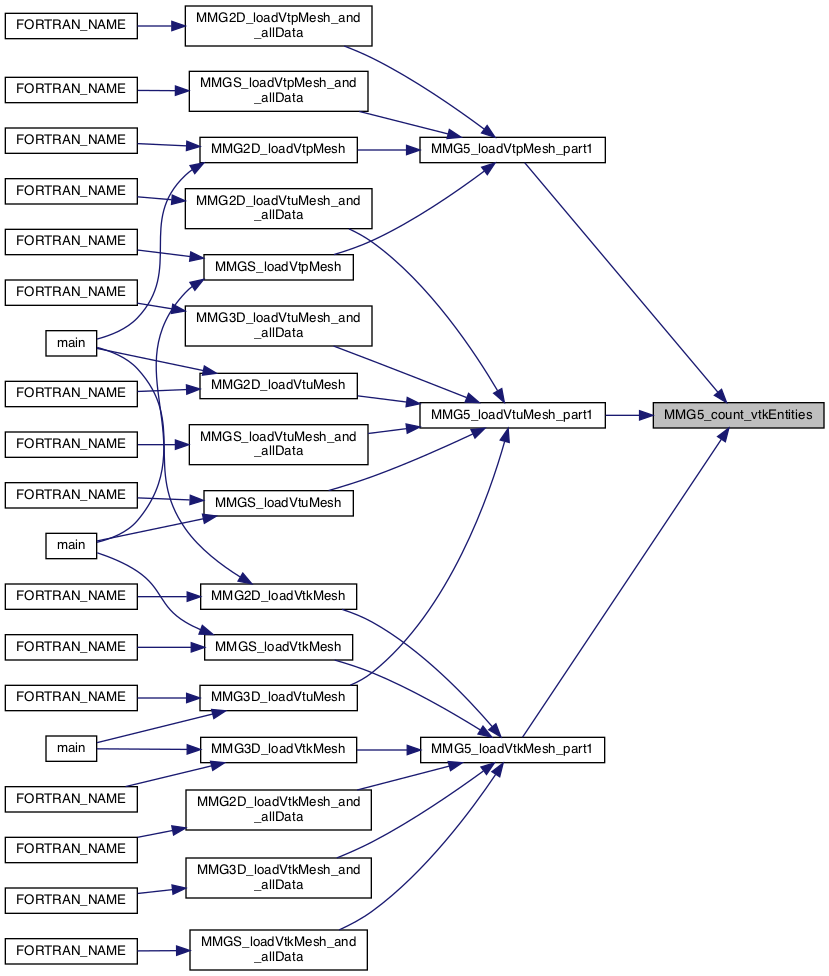 FORTRAN_NAME
MMG2D_loadVtpMesh_and
_allData
FORTRAN_NAME
MMGS_loadVtpMesh_and
_allData
FORTRAN_NAME
MMG2D_loadVtpMesh
MMG5_loadVtpMesh_part1
FORTRAN_NAME
MMG2D_loadVtuMesh_and
_allData
FORTRAN_NAME
MMGS_loadVtpMesh
FORTRAN_NAME
MMG3D_loadVtuMesh_and
_allData
main
FORTRAN_NAME
MMG2D_loadVtuMesh
MMG5_loadVtuMesh_part1
MMG5_count_vtkEntities
FORTRAN_NAME
MMGS_loadVtuMesh_and
_allData
FORTRAN_NAME
MMGS_loadVtuMesh
main
FORTRAN_NAME
MMG2D_loadVtkMesh
FORTRAN_NAME
MMGS_loadVtkMesh
FORTRAN_NAME
MMG3D_loadVtuMesh
main
MMG3D_loadVtkMesh
MMG5_loadVtkMesh_part1
FORTRAN_NAME
MMG2D_loadVtkMesh_and
_allData
FORTRAN_NAME
MMG3D_loadVtkMesh_and
_allData
FORTRAN_NAME
MMGS_loadVtkMesh_and
_allData
FORTRAN_NAME